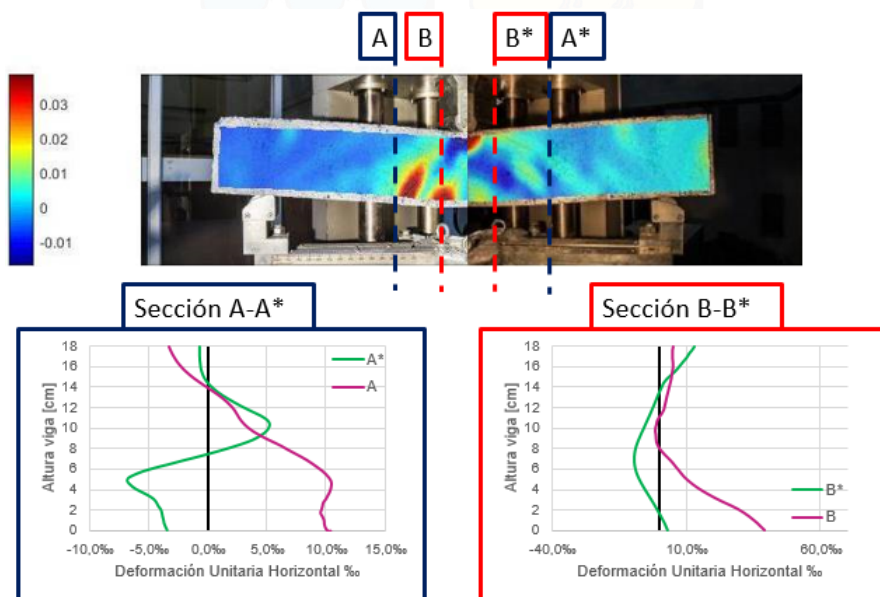 A B B* A*
0.03
0.02
0.01
0
-0.01
Sección A-A*
Sección B-B*
18
16
14
12
10
8
6
4
2
0
Altura viga [cm]
A*
A
-10,0‰ -5,0‰ 0,0‰ 5,0‰ 10,0‰ 15,0‰
Deformación Unitaria Horizontal ‰
18
16
14
12
10
8
6
4
2
0
Altura viga [cm]
B*
B
-40,0‰ 10,0‰ 60,0‰
Deformación Unitaria Horizontal ‰